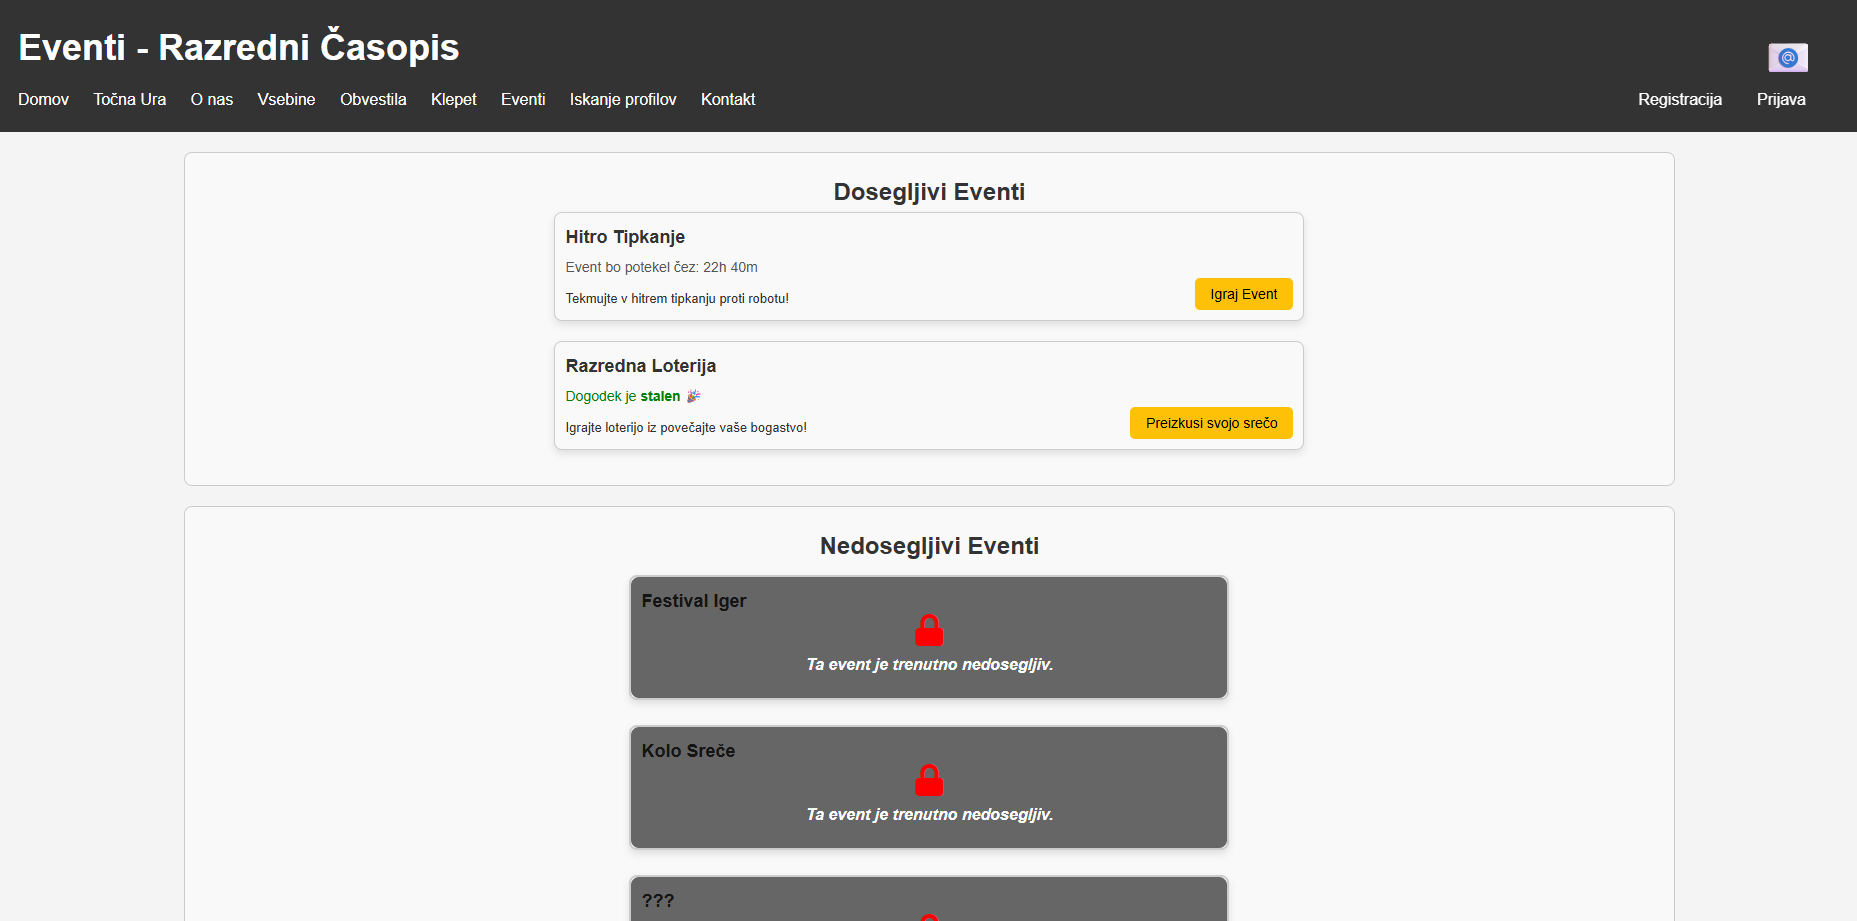 Eventi - Razredni Časopis
Domov Točna Ura O nas Vsebine Obvestila Klepet Eventi Iskanje profilov Kontakt Registracija Prijava
Dosegljivi Eventi
Hitro Tipkanje
Event bo potekel čez: 22h 40m
Tekmujte v hitrem tipkanju proti robotu!
Igraj Event
Razredna Loterija
Dogodek je stalen 🎉
Igrajte loterijo iz povečajte vaše bogastvo!
Preizkusi svojo srečo
Nedosegljivi Eventi
Festival Iger
Ta event je trenutno nedosegljiv.
Kolo Sreče
Ta event je trenutno nedosegljiv.
???